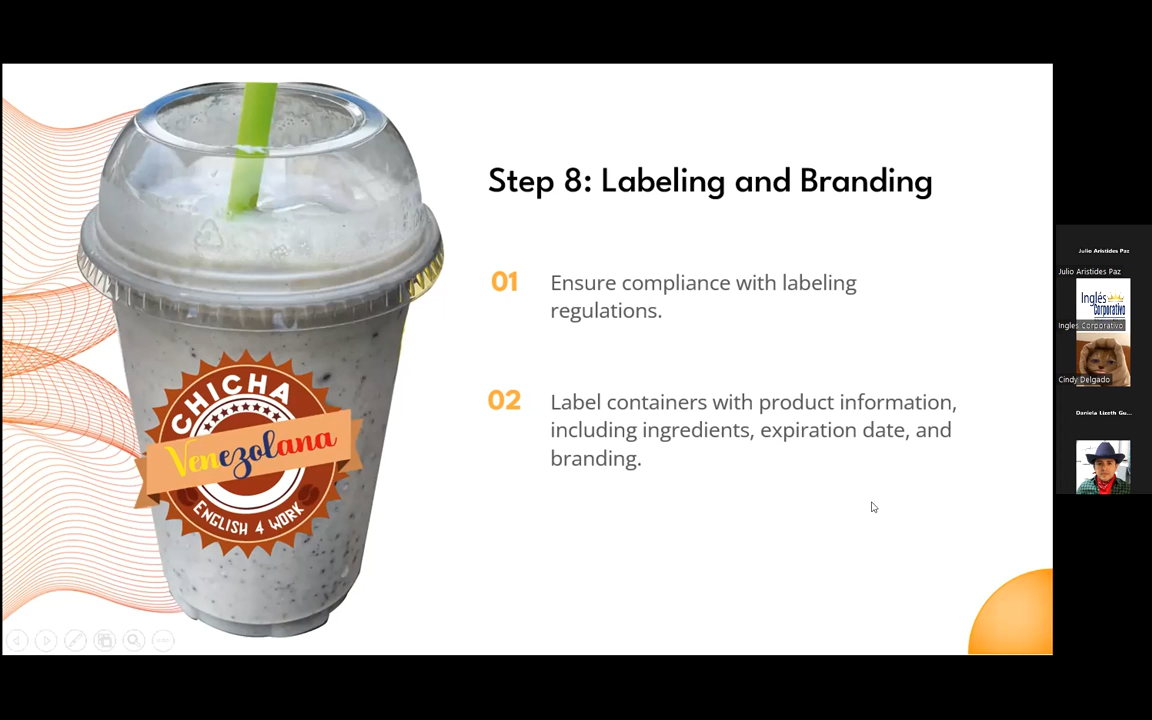 Step 8: Labeling and Branding
01
Ensure compliance with labeling
regulations.
02
Label containers with product information,
including ingredients, expiration date, and
branding.
CHICHA
Venezolana
ENGLISH 4 WORK
Julio Aristides Paz
Julio Aristides Paz
Inglés
Corporativo
Ingles Corporativo
Cindy Delgado
Daniela Lizeth Gu...